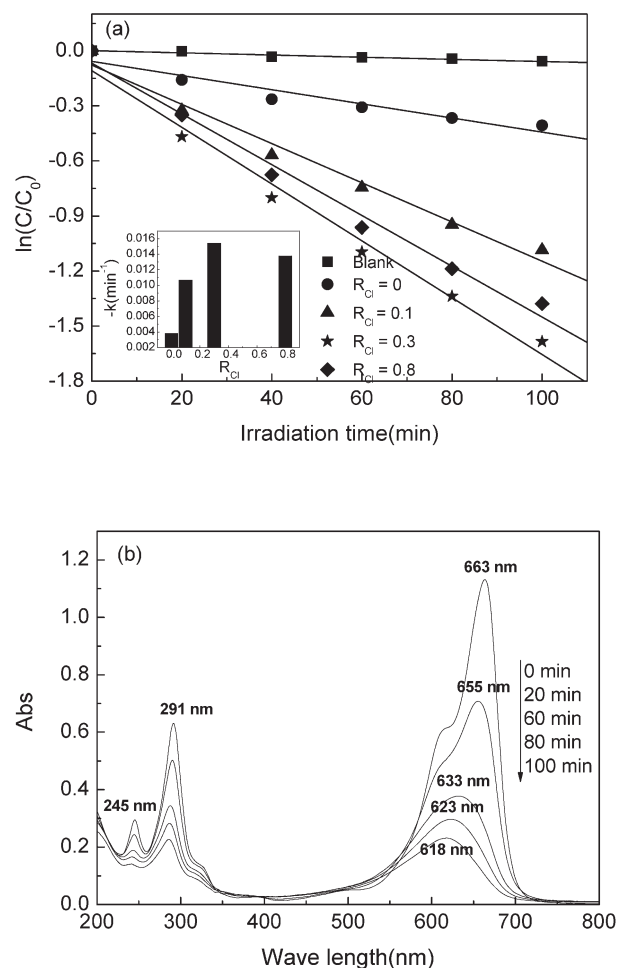 (a)
0.0
-0.3
-0.6
-0.9
-1.2
-1.5
-1.8
ln(C/C0)
0 20 40 60 80 100
Irradiation time(min)
0.016
0.014
0.012
0.010
0.008
0.006
0.004
0.002
-k(min-1)
0.0 0.2 0.4 0.6 0.8
RCl
Blank
RCl = 0
RCl = 0.1
RCl = 0.3
RCl = 0.8
(b)
1.2
1.0
0.8
0.6
0.4
0.2
0.0
Abs
663 nm
655 nm
291 nm
633 nm
245 nm
623 nm
618 nm
0 min
20 min
60 min
80 min
100 min
200 300 400 500 600 700 800
Wave length(nm)